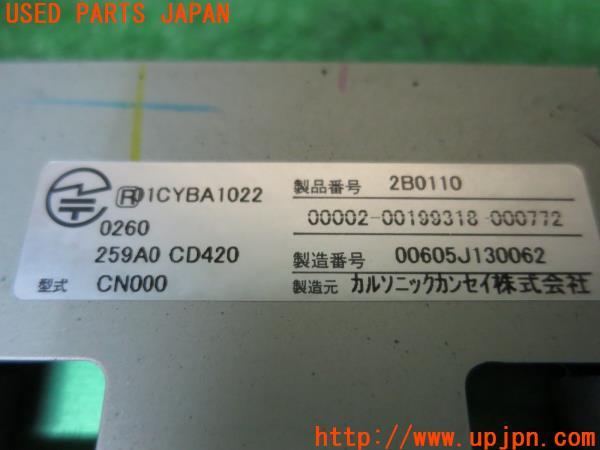 USED PARTS JAPAN
R 01CYBA1022
0260
259A0 CD420
型式 CN000
製品番号 2B0110
00002-00199318-000772
製造番号 00605J130062
製造元 カルソニックカンセイ株式会社
UPJ
http://www.upjpn.com/